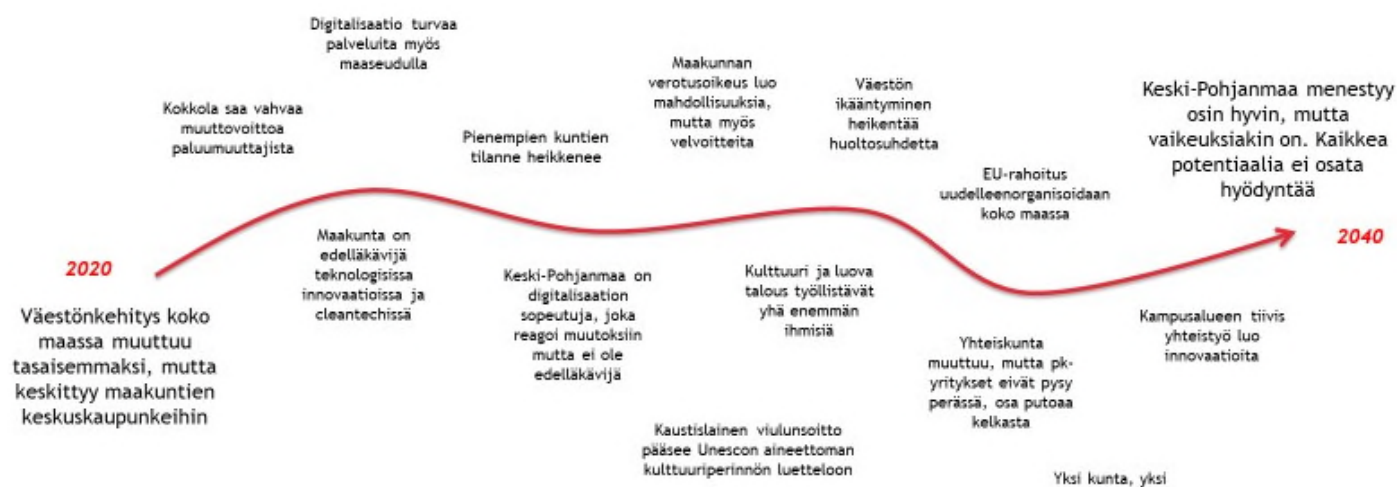 Digitalisaatio turvaa
palveluita myös
maaseudulla
Kokkola saa vahvaa
muuttovoittoa
paluumuuttajista
Pienempien kuntien
tilanne heikkenee
Maakunnan
verotusoikeus luo
mahdollisuuksia,
mutta myös
velvoitteita
Väestön
ikääntyminen
heikentää
huoltosuhdetta
EU-rahoitus
uudelleenorganisoidaan
koko maassa
Keski-Pohjanmaa menestyy
osin hyvin, mutta
vaikeuksiakin on. Kaikkea
potentiaalia ei osata
hyödyntää
2040
2020
Väestönkehitys koko
maassa muuttuu
tasaisemmaksi, mutta
keskittyy maakuntien
keskuskaupunkeihin
Maakunta on
edelläkävijä
teknologisissa
innovaatioissa ja
cleantechissä
Keski-Pohjanmaa on
digitalisaation
sopeutuja, joka
reagoi muutoksiin
mutta ei ole
edelläkävijä
Kulttuuri ja luova
talous työllistävät
yhä enemmän
ihmisiä
Kaustislainen viulunsoitto
pääsee Unescon aineettoman
kulttuuriperinnön luetteloon
Yhteiskunta
muuttuu, mutta pk-
yritykset eivät pysy
perässä, osa putoaa
kelkasta
Kampusalueen tiivis
yhteistyö luo
innovaatioita
Yksi kunta, yksi